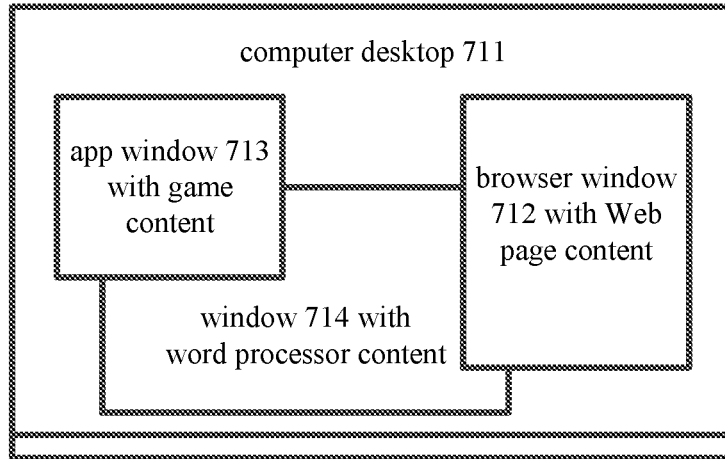 computer desktop 711
app window 713
with game
content
browser window
712 with Web
page content
window 714 with
word processor content